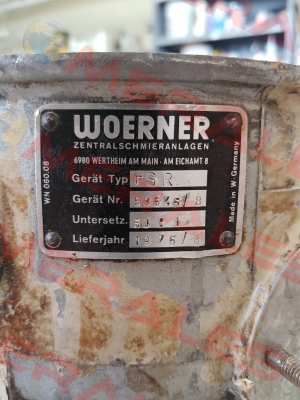 WOERNER
ZENTRALSCHMIERANLAGEN
6980 WERTHEIM AM MAIN · AM EICHAMT 8
Gerät Typ FSR
Gerät Nr.
Untersetz.
Lieferjahr 1976/
WN 060.08
Made in W. Germany